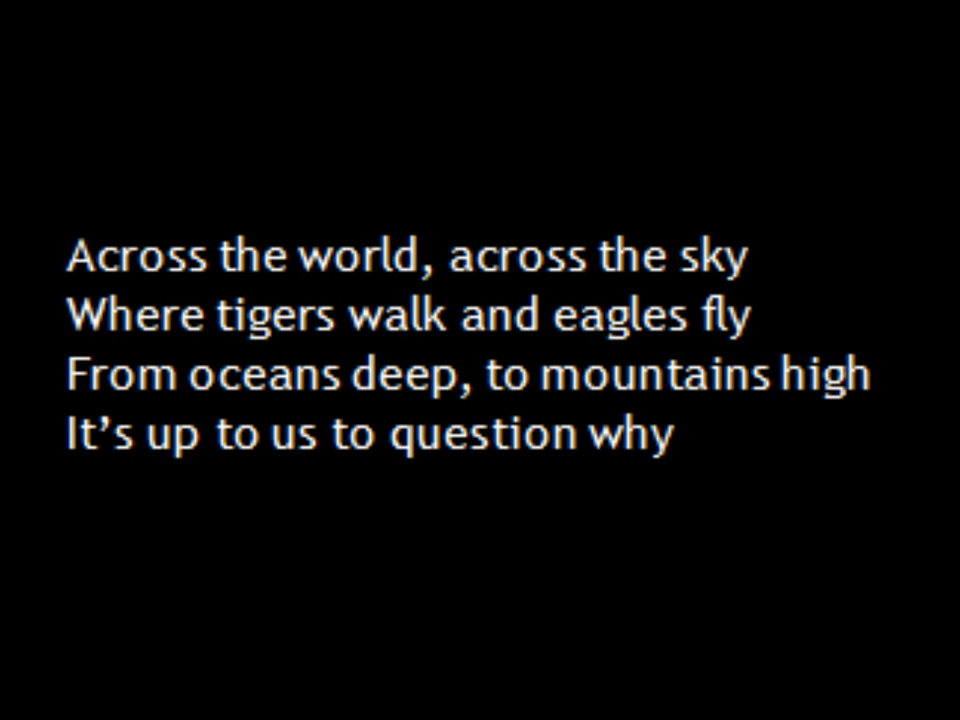 Across the world, across the sky
Where tigers walk and eagles fly
From oceans deep, to mountains high
It’s up to us to question why